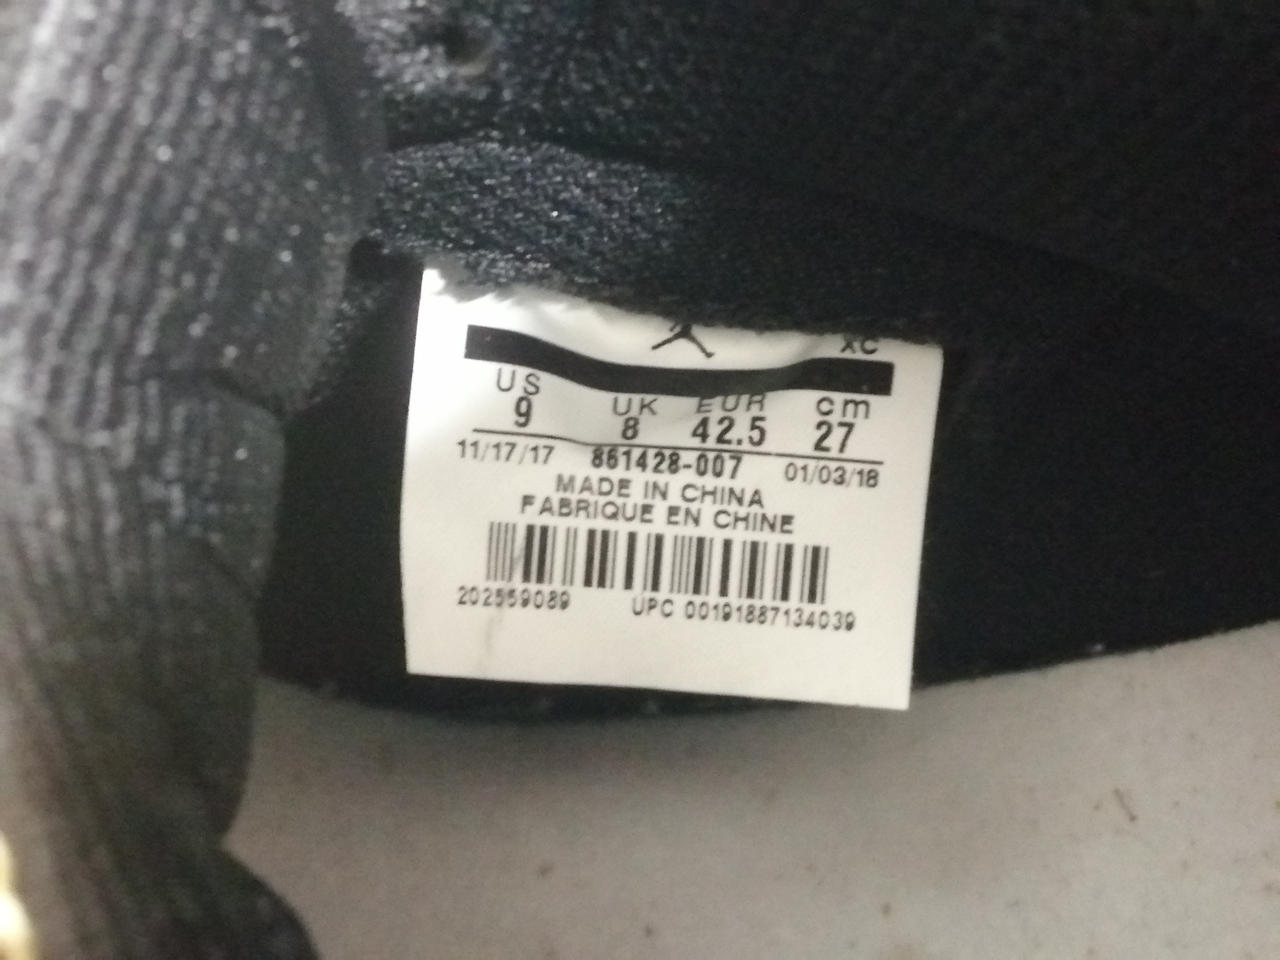 XC
US UK EUR cm
9 8 42.5 27
11/17/17 861428-007 01/03/18
MADE IN CHINA
FABRIQUE EN CHINE
202559089 UPC 00191887134039